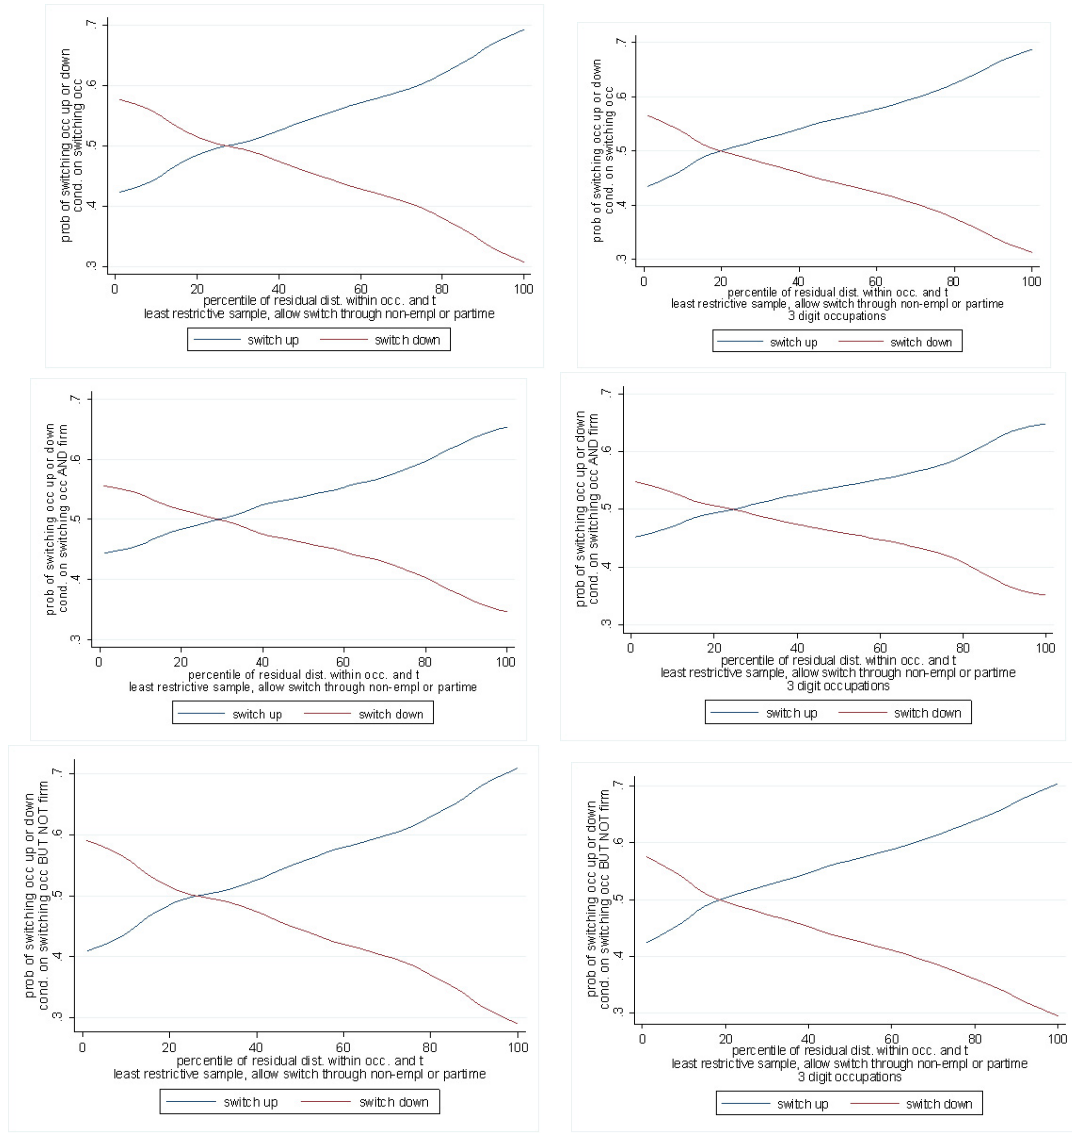 prob of switching occ up or down
cond. on switching occ
.7
.6
.5
.4
.3
0 20 40 60 80 100
percentile of residual dist. within occ. and t
least restrictive sample, allow switch through non-empl or partime
switch up switch down
prob of switching occ up or down
cond. on switching occ
.7
.6
.5
.4
.3
0 20 40 60 80 100
percentile of residual dist. within occ. and t
least restrictive sample, allow switch through non-empl or partime
3 digit occupations
switch up switch down
prob of switching occ up or down
cond. on switching occ AND firm
.7
.6
.5
.4
.3
0 20 40 60 80 100
percentile of residual dist. within occ. and t
least restrictive sample, allow switch through non-empl or partime
switch up switch down
prob of switching occ up or down
cond. on switching occ AND firm
.7
.6
.5
.4
.3
0 20 40 60 80 100
percentile of residual dist. within occ. and t
least restrictive sample, allow switch through non-empl or partime
3 digit occupations
switch up switch down
prob of switching occ up or down
cond. on switching occ BUT NOT firm
.7
.6
.5
.4
.3
0 20 40 60 80 100
percentile of residual dist. within occ. and t
least restrictive sample, allow switch through non-empl or partime
switch up switch down
prob of switching occ up or down
cond. on switching occ BUT NOT firm
.7
.6
.5
.4
.3
0 20 40 60 80 100
percentile of residual dist. within occ. and t
least restrictive sample, allow switch through non-empl or partime
3 digit occupations
switch up switch down